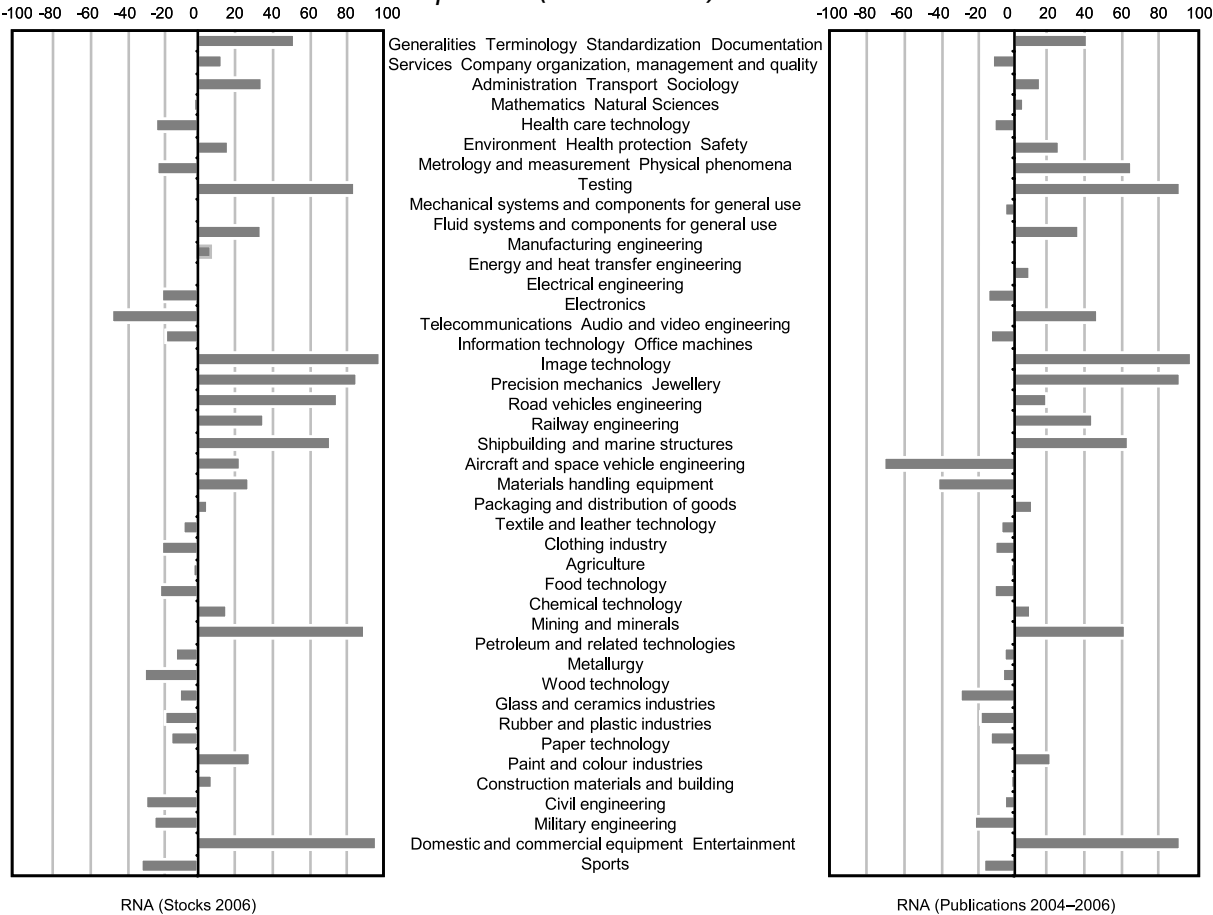 -100 -80 -60 -40 -20 0 20 40 60 80 100
-100 -80 -60 -40 -20 0 20 40 60 80 100
Generalities Terminology Standardization Documentation
Services Company organization, management and quality
Administration Transport Sociology
Mathematics Natural Sciences
Health care technology
Environment Health protection Safety
Metrology and measurement Physical phenomena
Testing
Mechanical systems and components for general use
Fluid systems and components for general use
Manufacturing engineering
Energy and heat transfer engineering
Electrical engineering
Electronics
Telecommunications Audio and video engineering
Information technology Office machines
Image technology
Precision mechanics Jewellery
Road vehicles engineering
Railway engineering
Shipbuilding and marine structures
Aircraft and space vehicle engineering
Materials handling equipment
Packaging and distribution of goods
Textile and leather technology
Clothing industry
Agriculture
Food technology
Chemical technology
Mining and minerals
Petroleum and related technologies
Metallurgy
Wood technology
Glass and ceramics industries
Rubber and plastic industries
Paper technology
Paint and colour industries
Construction materials and building
Civil engineering
Military engineering
Domestic and commercial equipment Entertainment
Sports
RNA (Stocks 2006)
RNA (Publications 2004–2006)